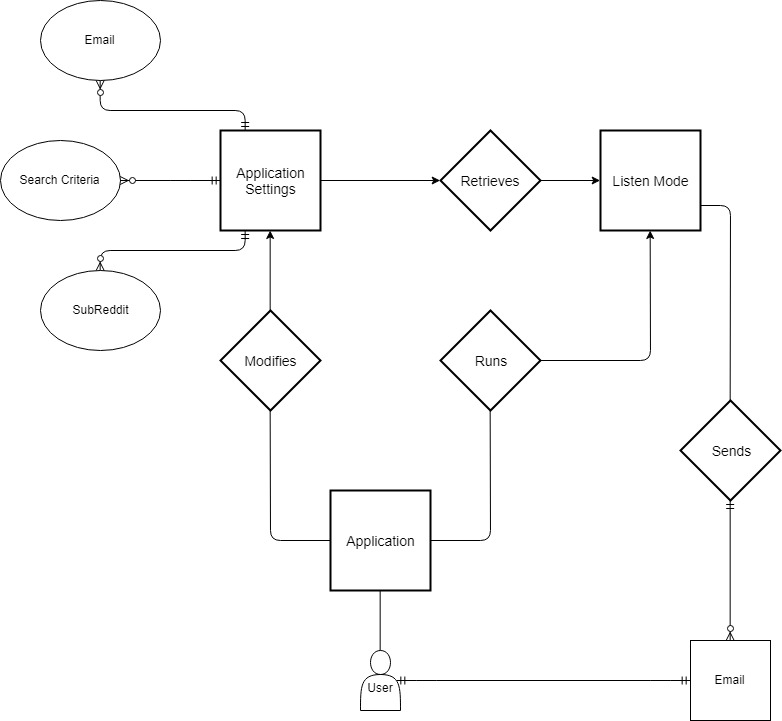 Email
Search Criteria
Application
Settings
Retrieves
Listen Mode
SubReddit
Modifies
Runs
Sends
Application
User
Email